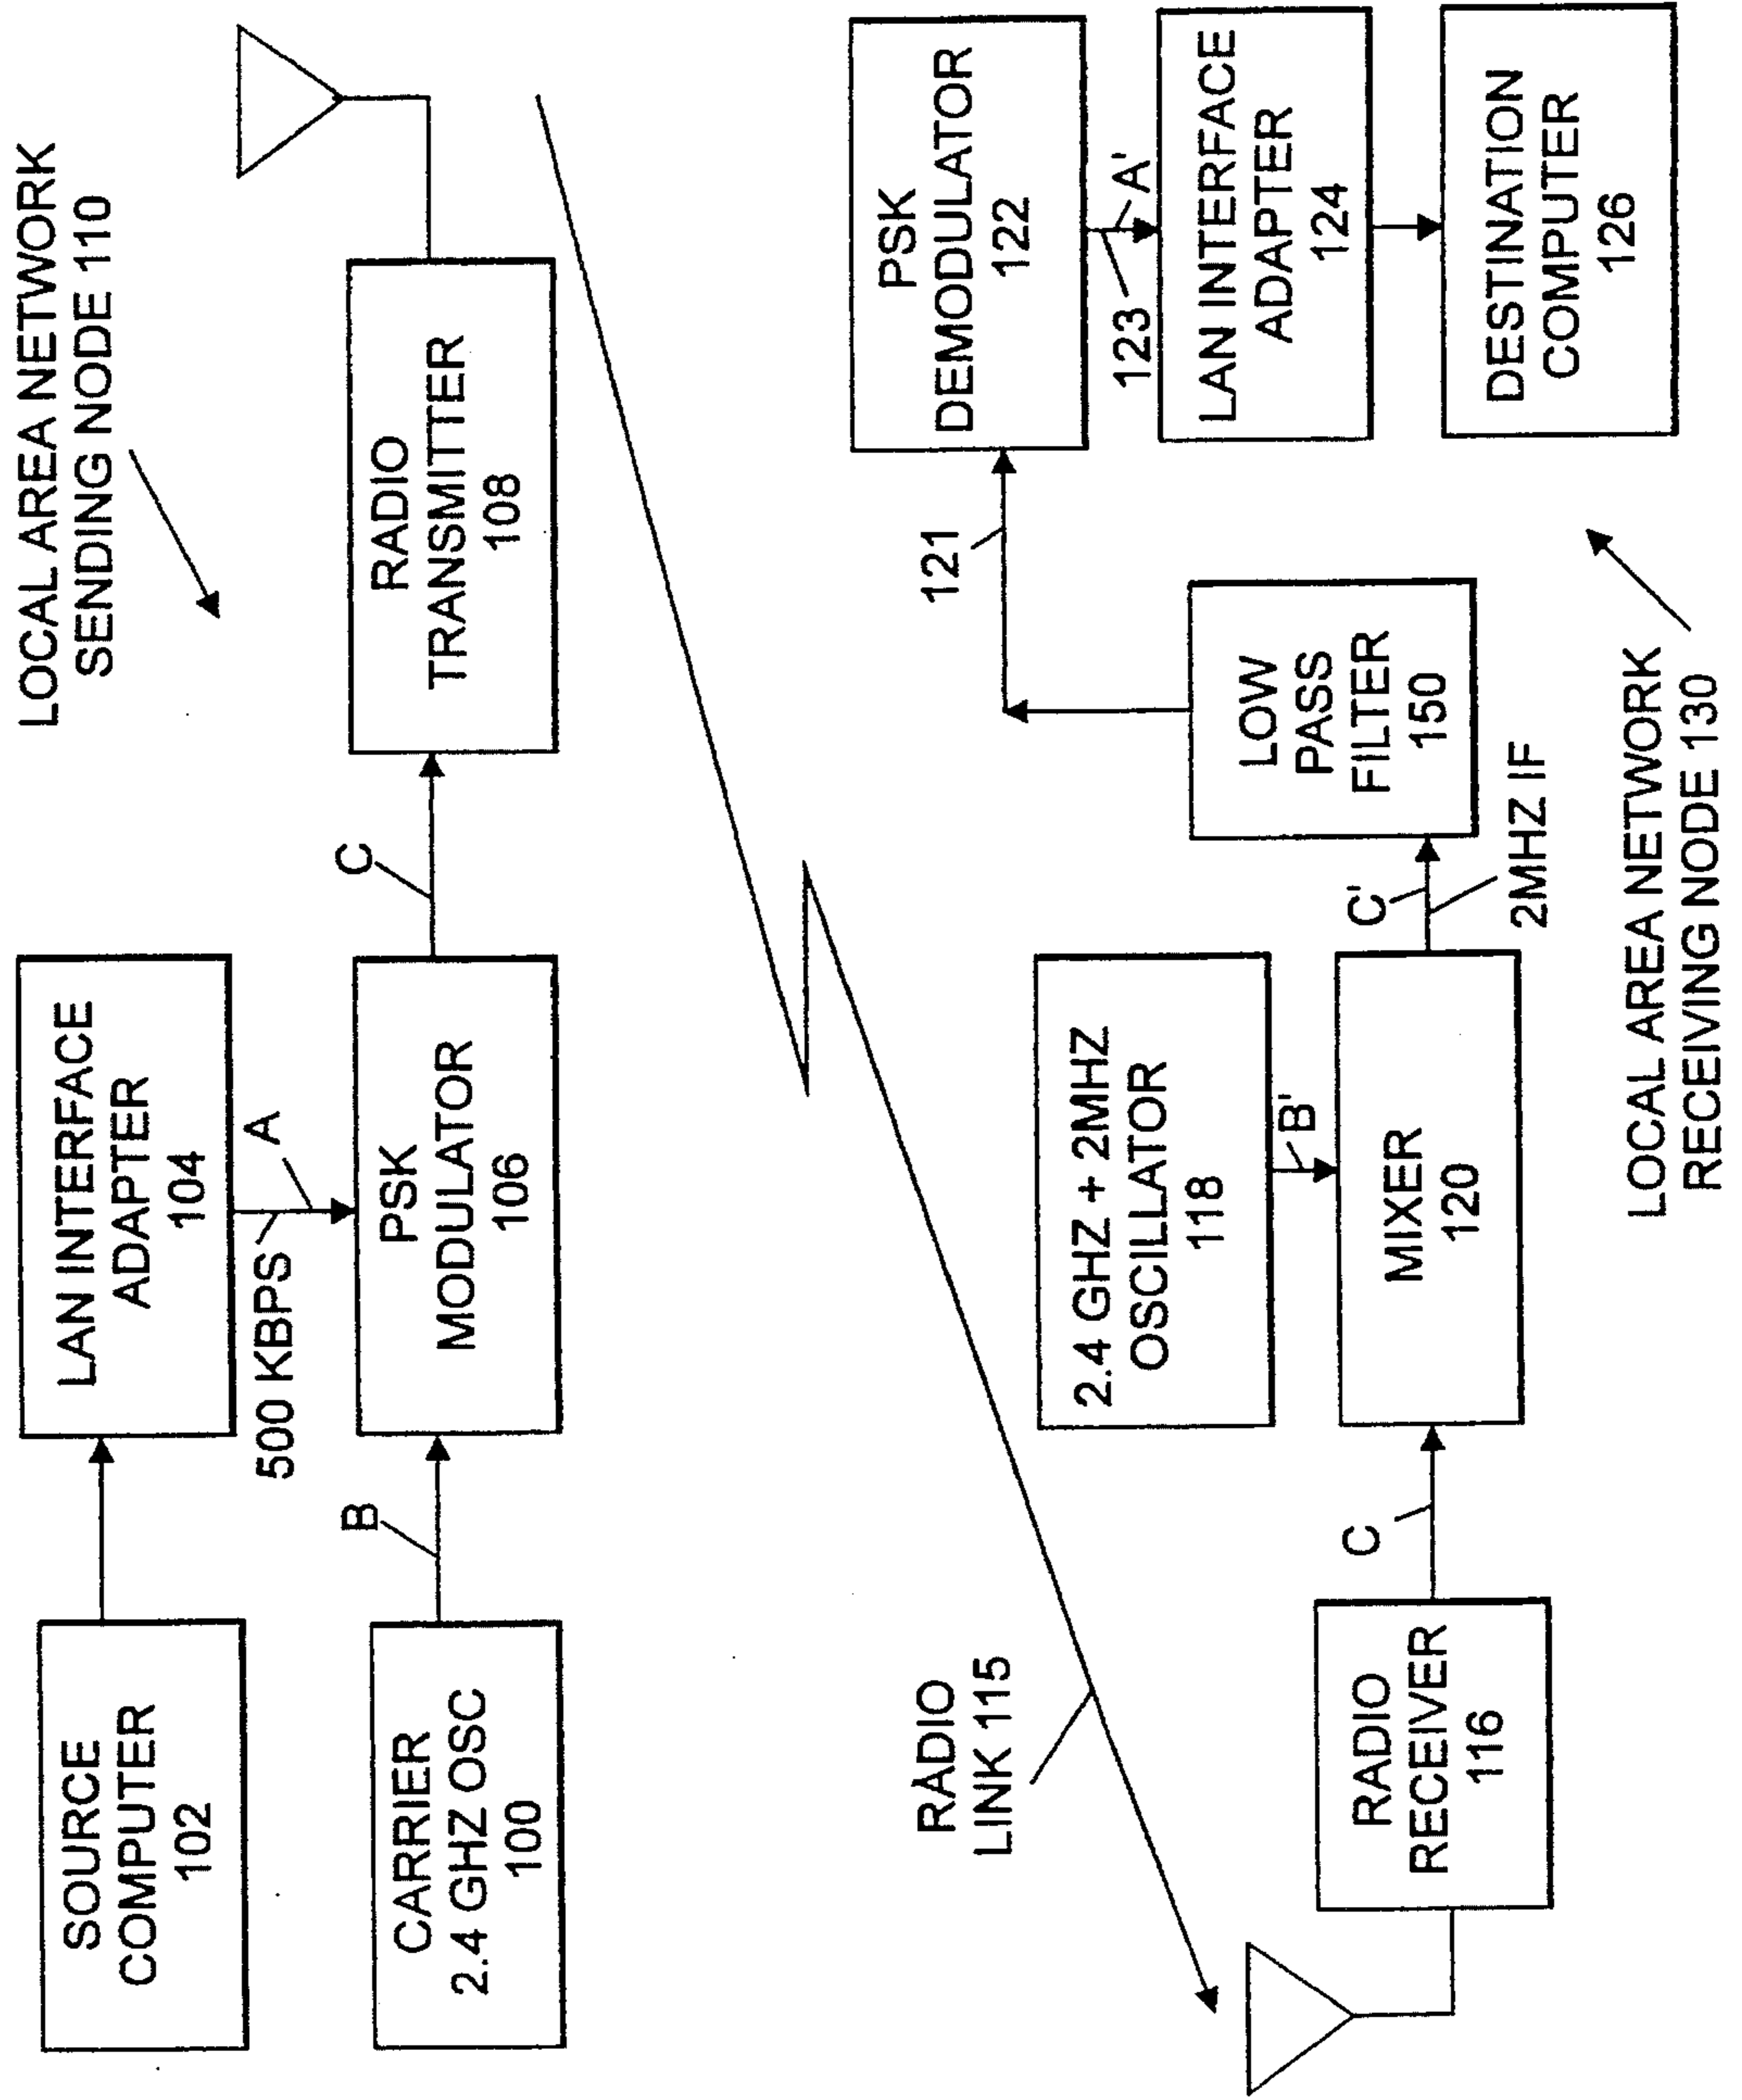 LOCAL AREA NETWORK
SENDING NODE 110
SOURCE
COMPUTER
102
LAN INTERFACE
ADAPTER
104
500 KBPS
A
CARRIER
2.4 GHZ OSC
100
B
PSK
MODULATOR
106
C
RADIO
TRANSMITTER
108
RADIO
LINK 115
RADIO
RECEIVER
116
C
2.4 GHZ + 2MHZ
OSCILLATOR
118
B'
MIXER
120
C'
2MHZ IF
LOW
PASS
FILTER
150
121
PSK
DEMODULATOR
122
123
A'
LAN INTERFACE
ADAPTER
124
DESTINATION
COMPUTER
126
LOCAL AREA NETWORK
RECEIVING NODE 130